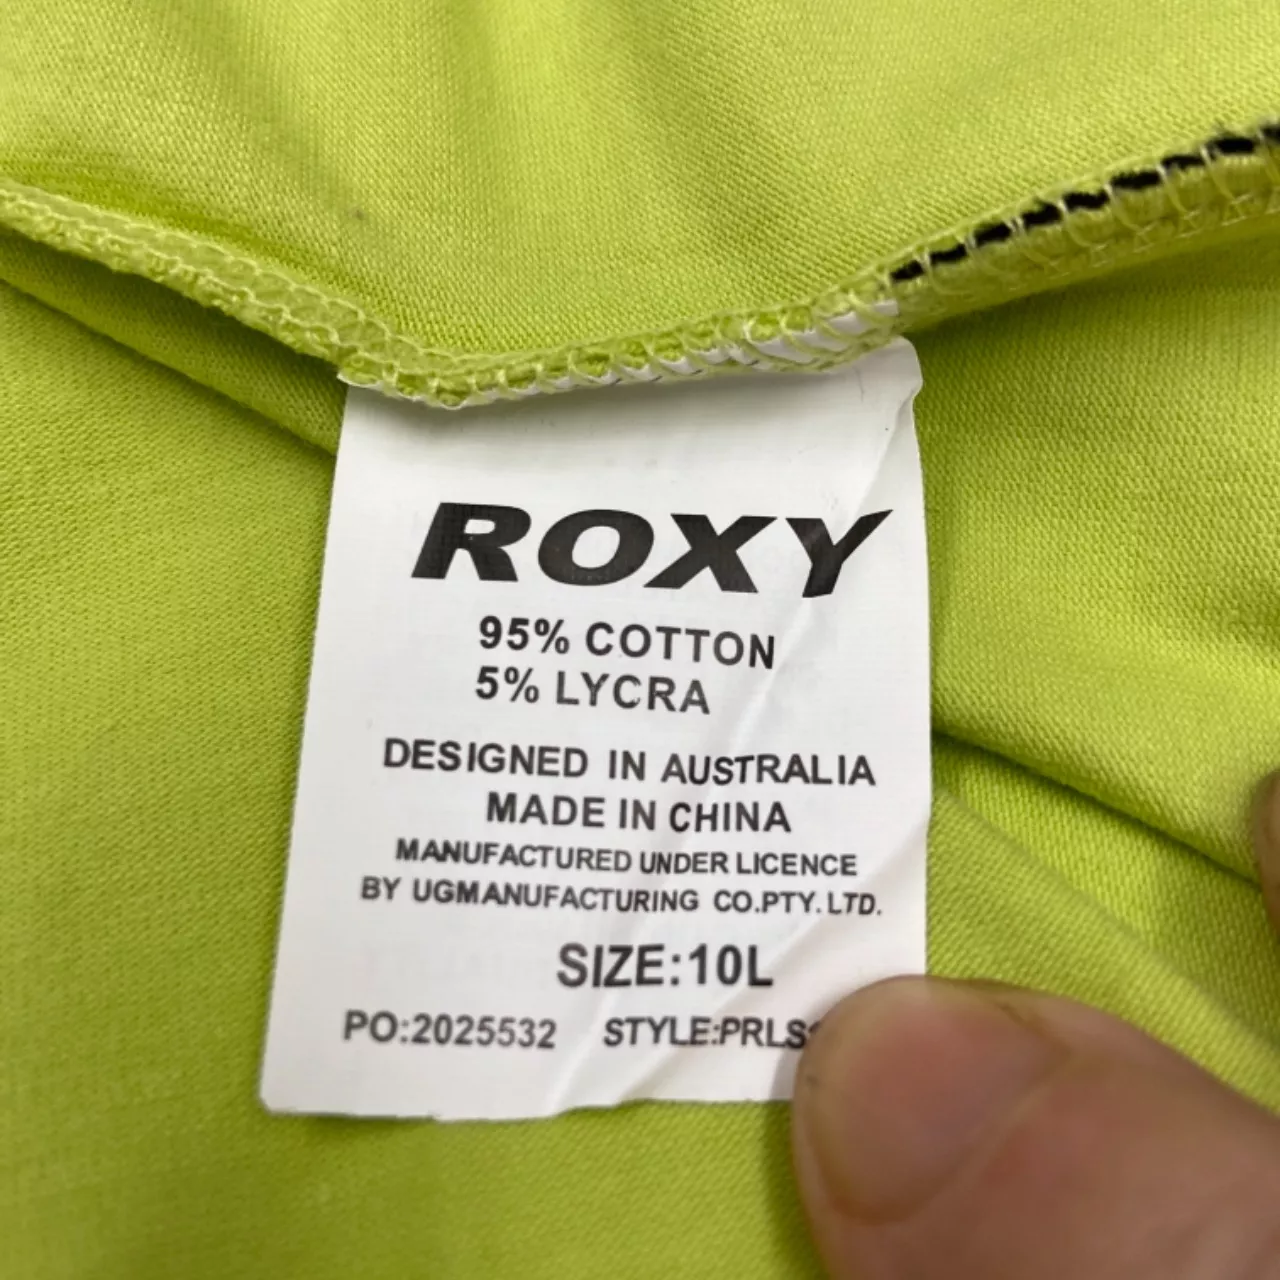 ROXY
95% COTTON
5% LYCRA
DESIGNED IN AUSTRALIA
MADE IN CHINA
MANUFACTURED UNDER LICENCE
BY UGMANUFACTURING CO.PTY.LTD.
SIZE:10L
PO:2025532 STYLE:PRLS